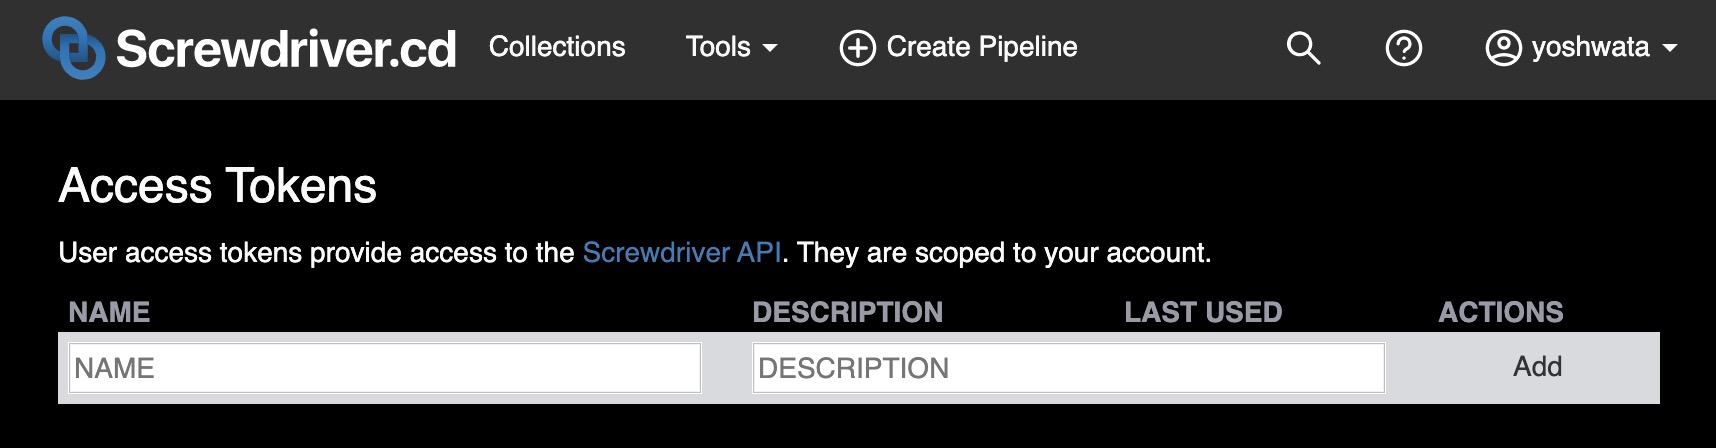 Screwdriver.cd Collections Tools Create Pipeline yoshwata
Access Tokens
User access tokens provide access to the Screwdriver API. They are scoped to your account.
NAME DESCRIPTION LAST USED ACTIONS
NAME DESCRIPTION Add